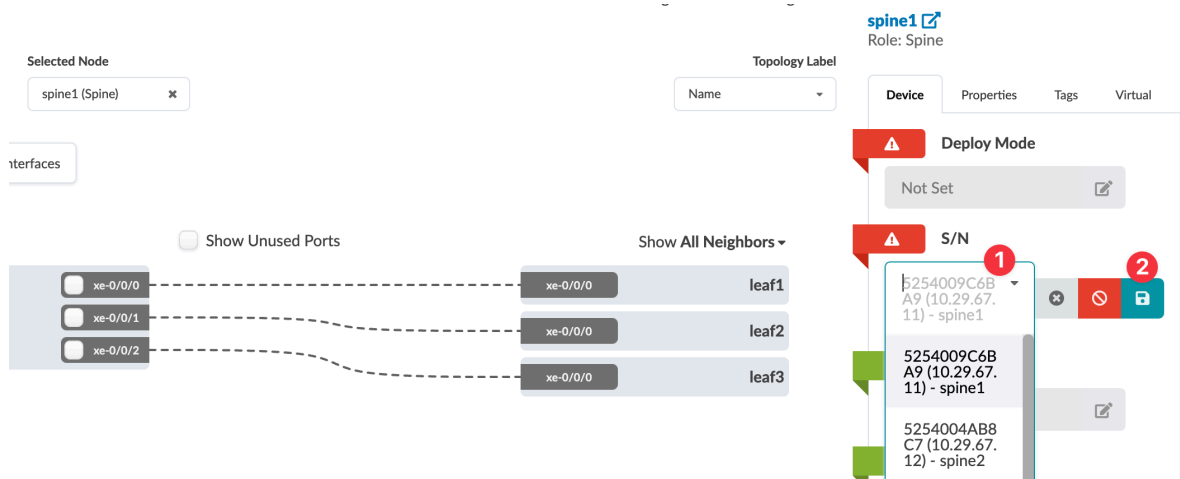 spine1
Role: Spine
Selected Node
Topology Label
spine1 (Spine)
Name
Device
Properties
Tags
Virtual
Deploy Mode
nterfaces
Not Set
Show Unused Ports
Show All Neighbors
S/N
1
2
5254009C6B
A9 (10.29.67.
11) - spine1
xe-0/0/0
xe-0/0/0
leaf1
xe-0/0/1
xe-0/0/0
leaf2
xe-0/0/2
xe-0/0/0
leaf3
5254009C6B
A9 (10.29.67.
11) - spine1
5254004AB8
C7 (10.29.67.
12) - spine2